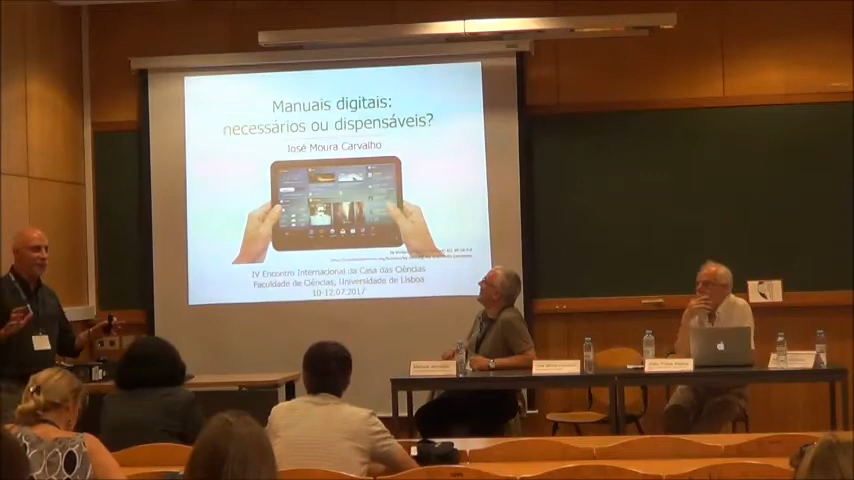 Manuais digitais:
necessários ou dispensáveis?
José Moura Carvalho
IV Encontro Internacional da Casa das Ciências
Faculdade de Ciências, Universidade de Lisboa
10-12.07.2017